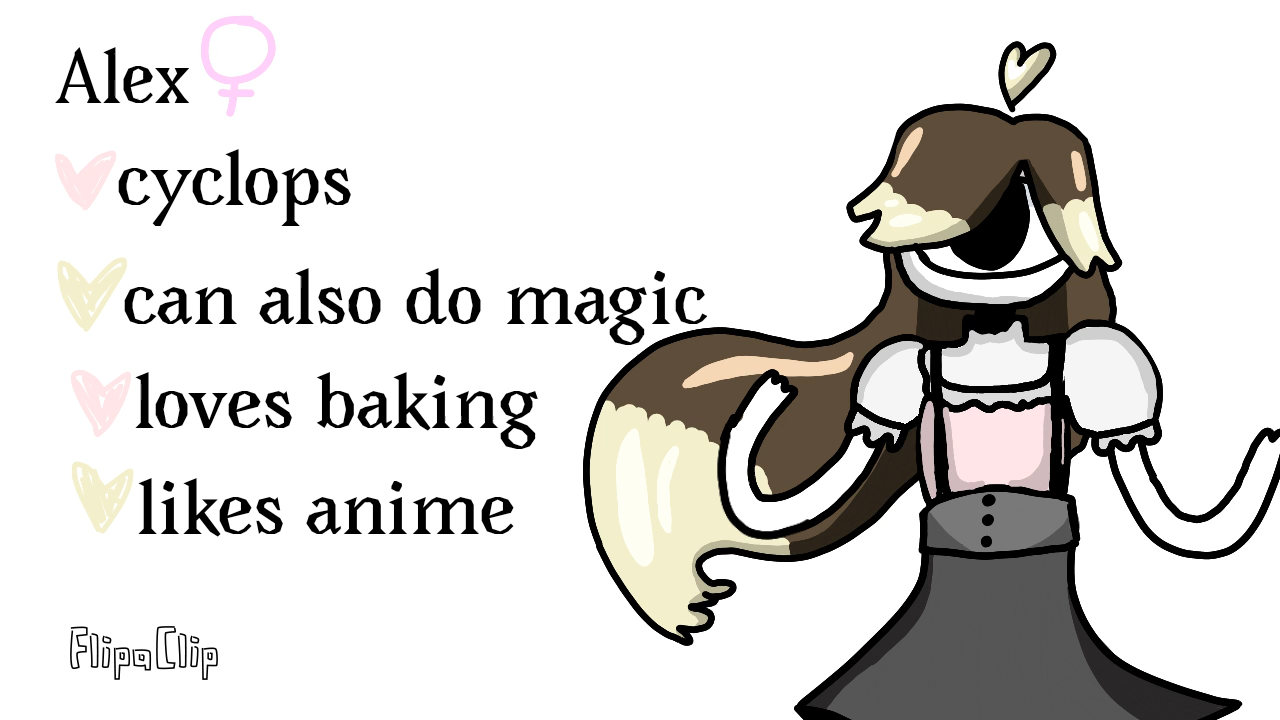 Alex
cyclops
can also do magic
loves baking
likes anime
FlipaClip